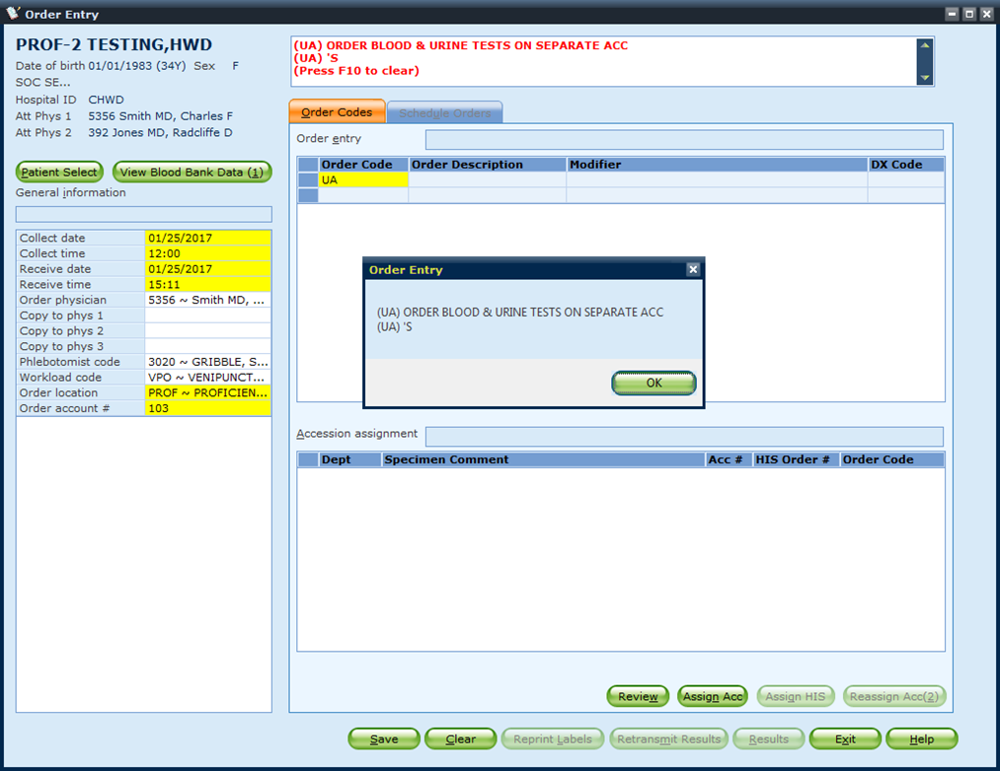 Order Entry
PROF-2 TESTING,HWD
Date of birth 01/01/1983 (34Y) Sex F
SOC SE...
Hospital ID CHWD
Att Phys 1 5356 Smith MD, Charles F
Att Phys 2 392 Jones MD, Radcliffe D
Patient Select View Blood Bank Data (1)
General information
Collect date 01/25/2017
Collect time 12:00
Receive date 01/25/2017
Receive time 15:11
Order physician 5356 ~ Smith MD, ...
Copy to phys 1
Copy to phys 2
Copy to phys 3
Phlebotomist code 3020 ~ GRIBBLE, S...
Workload code VPO ~ VENIPUNCT...
Order location PROF ~ PROFICIEN...
Order account # 103
(UA) ORDER BLOOD & URINE TESTS ON SEPARATE ACC
(UA) 'S
(Press F10 to clear)
Order Codes Schedule Orders
Order entry
Order Code Order Description Modifier DX Code
UA
Order Entry
(UA) ORDER BLOOD & URINE TESTS ON SEPARATE ACC
(UA) 'S
OK
Accession assignment
Dept Specimen Comment Acc # HIS Order # Order Code
Review Assign Acc Assign HIS Reassign Acc(2)
Save Clear Reprint Labels Retransmit Results Results Exit Help